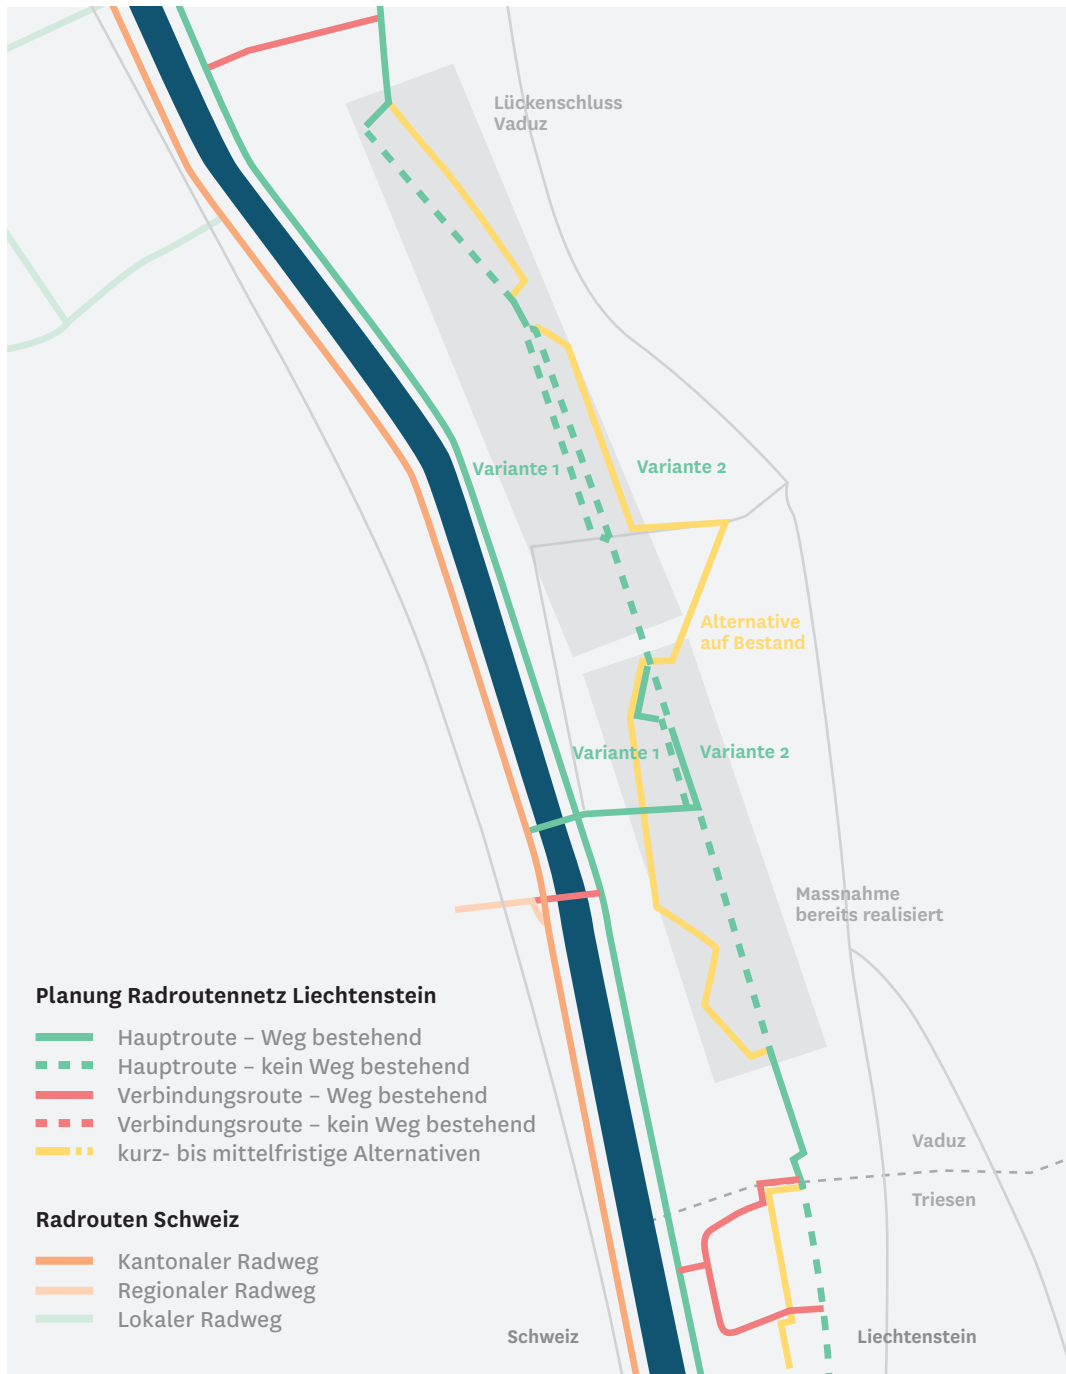 Lückenschluss
Vaduz
Variante 1
Variante 2
Alternative
auf Bestand
Variante 1
Variante 2
Massnahme
bereits realisiert
Planung Radroutennetz Liechtenstein
Hauptroute – Weg bestehend
Hauptroute – kein Weg bestehend
Verbindungsroute – Weg bestehend
Verbindungsroute – kein Weg bestehend
kurz- bis mittelfristige Alternativen
Vaduz
Triesen
Radrouten Schweiz
Kantonaler Radweg
Regionaler Radweg
Lokaler Radweg
Schweiz
Liechtenstein